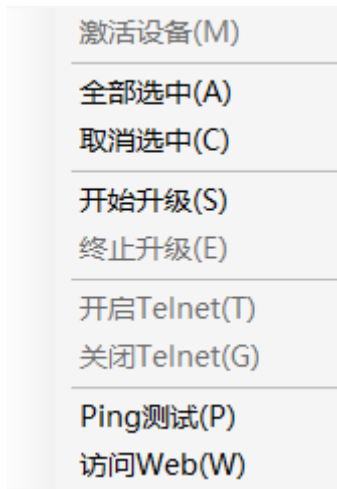 激活设备(M)
全部选中(A)
取消选中(C)
开始升级(S)
终止升级(E)
开启Telnet(T)
关闭Telnet(G)
Ping测试(P)
访问Web(W)